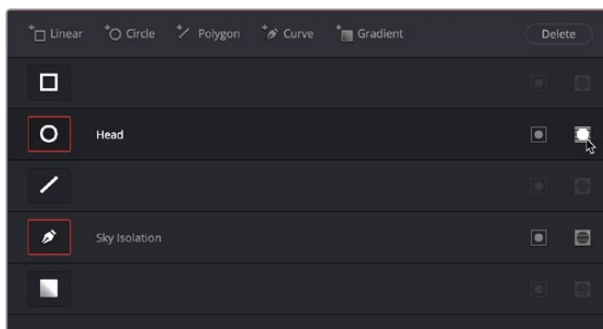 Linear Circle Polygon Curve Gradient Delete
Head
Sky Isolation